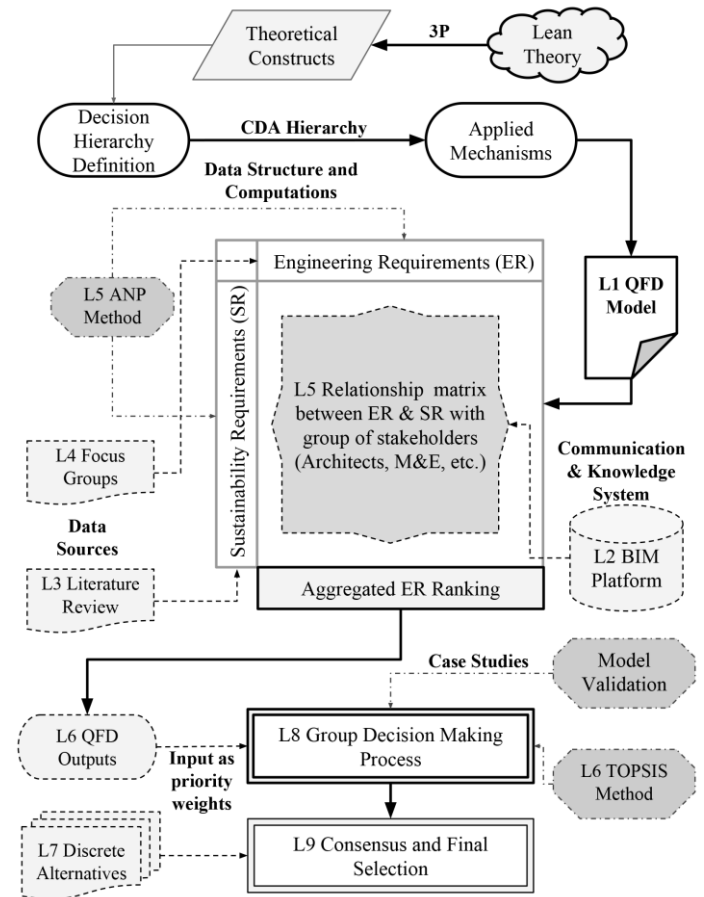 Theoretical
Constructs
3P
Lean
Theory
Decision
Hierarchy
Definition
CDA Hierarchy
Applied
Mechanisms
Data Structure and
Computations
Engineering Requirements (ER)
L5 ANP
Method
Sustainability Requirements (SR)
L1 QFD
Model
L5 Relationship matrix
between ER & SR with
group of stakeholders
(Architects, M&E, etc.)
L4 Focus
Groups
Communication
& Knowledge
System
Data
Sources
L2 BIM
Platform
L3 Literature
Review
Aggregated ER Ranking
Case Studies
Model
Validation
L6 QFD
Outputs
Input as
priority
weights
L8 Group Decision Making
Process
L6 TOPSIS
Method
L7 Discrete
Alternatives
L9 Consensus and Final
Selection